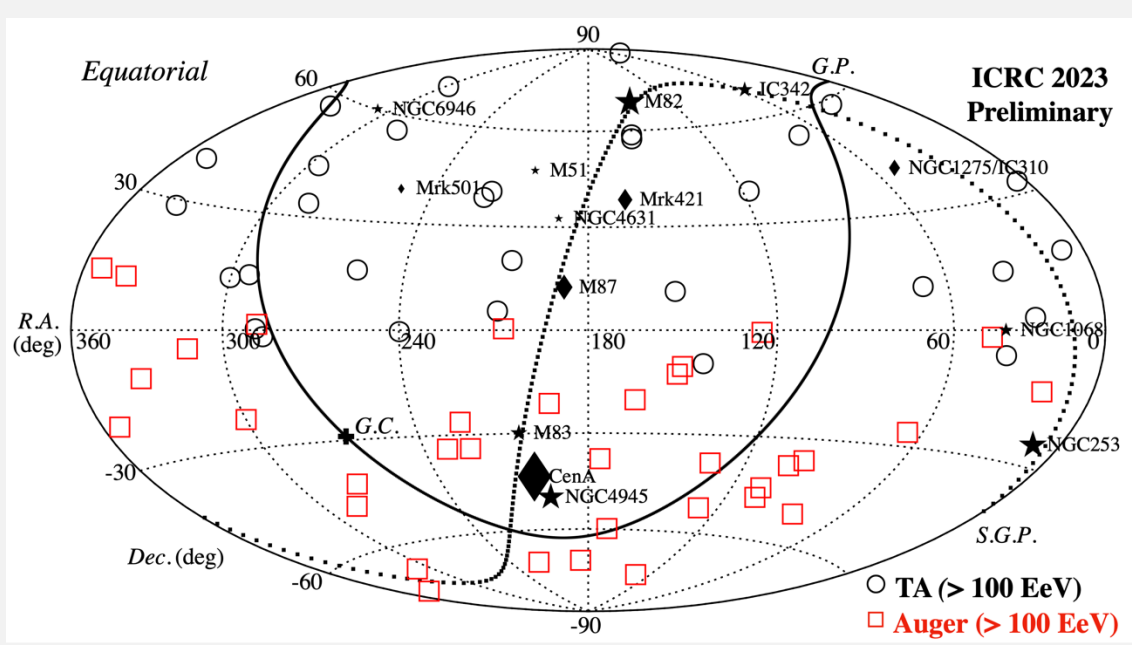 90
Equatorial
60
G.P.
ICRC 2023
Preliminary
IC342
M82
NGC6946
M51
NGC1275/IC310
30
Mrk501
Mrk421
NGC4631
M87
R.A.
(deg)
360
300
240
180
120
60
0
NGC1068
G.C.
M83
NGC253
-30
CenA
NGC4945
S.G.P.
Dec. (deg)
-60
TA (> 100 EeV)
-90
Auger (> 100 EeV)